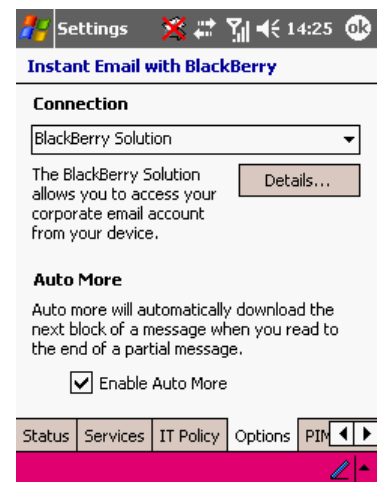 Settings 14:25 ok
Instant Email with BlackBerry
Connection
BlackBerry Solution
The BlackBerry Solution
allows you to access your
corporate email account
from your device.
Details...
Auto More
Auto more will automatically download the
next block of a message when you read to
the end of a partial message.
Enable Auto More
Status Services IT Policy Options PIM